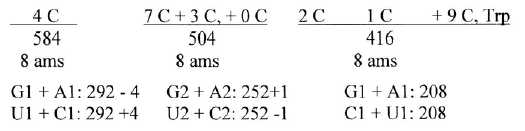 4 C 7 C + 3 C, + 0 C 2 C 1 C + 9 C, Trp
584 504 416
8 ams 8 ams 8 ams
G1 + A1: 292 - 4 G2 + A2: 252+1 G1 + A1: 208
U1 + C1: 292 +4 U2 + C2: 252 -1 C1 + U1: 208